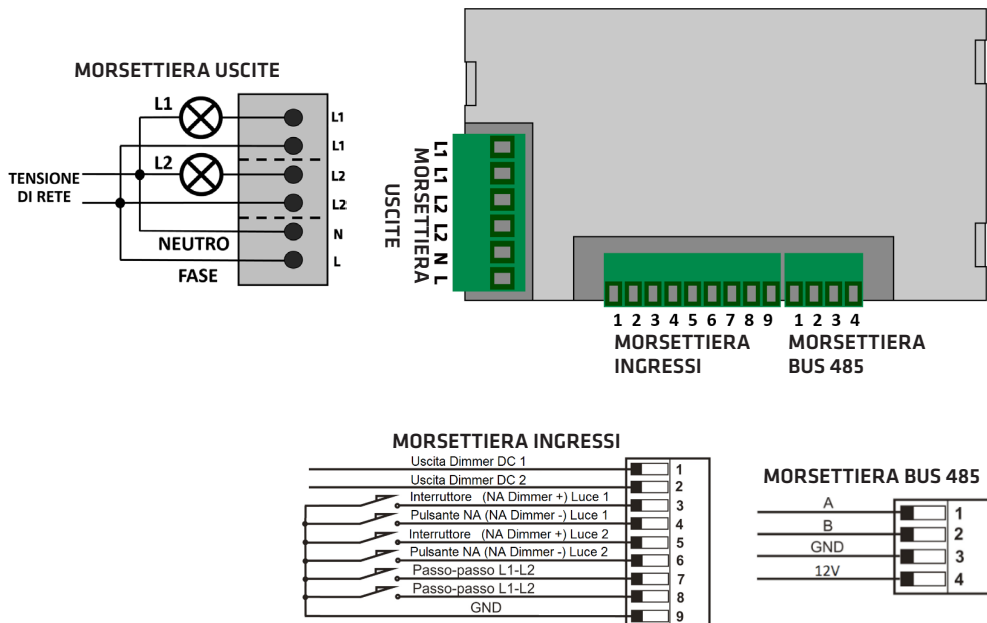 MORSETTIERA USCITE
L1
L1
L1
L2
L2
L2
TENSIONE
DI RETE
NEUTRO
N
FASE
L
L1 L1 L2 L2 N L
MORSETTIERA
USCITE
1 2 3 4 5 6 7 8 9
1 2 3 4
MORSETTIERA
INGRESSI
MORSETTIERA
BUS 485
MORSETTIERA INGRESSI
Uscita Dimmer DC 1 1
Uscita Dimmer DC 2 2
Interruttore (NA Dimmer +) Luce 1 3
Pulsante NA (NA Dimmer -) Luce 1 4
Interruttore (NA Dimmer +) Luce 2 5
Pulsante NA (NA Dimmer -) Luce 2 6
Passo-passo L1-L2 7
Passo-passo L1-L2 8
GND 9
MORSETTIERA BUS 485
A 1
B 2
GND 3
12V 4